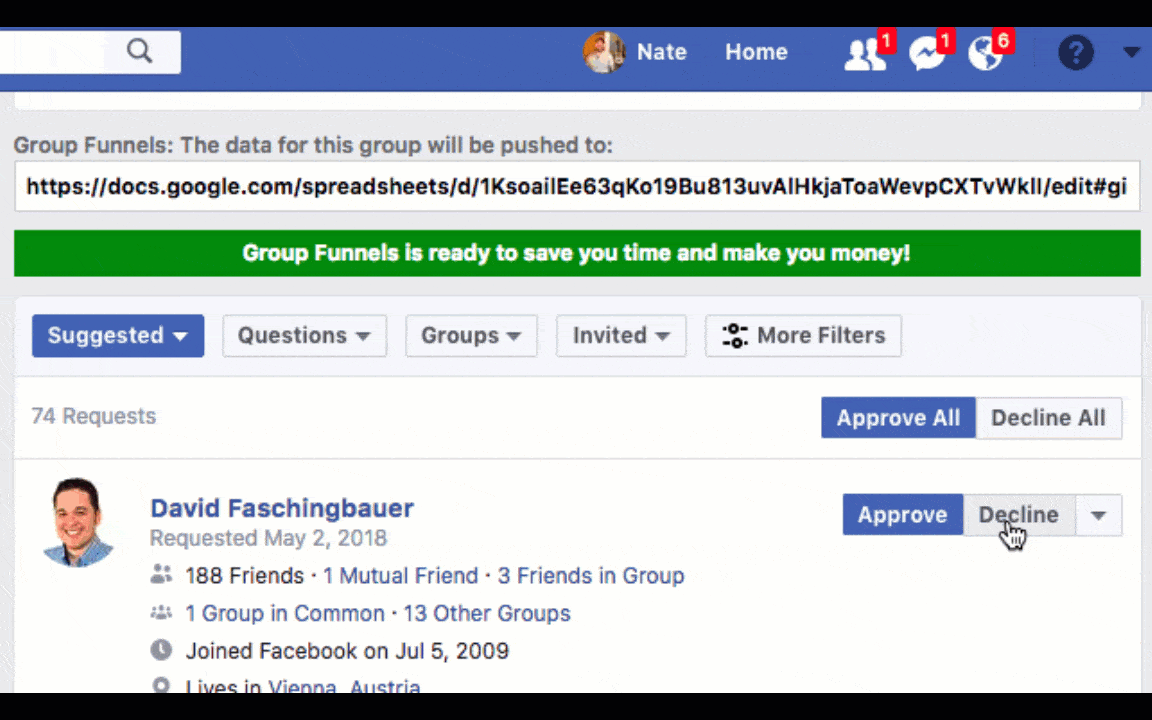 Nate Home 1 1 6 ?
Group Funnels: The data for this group will be pushed to:
https://docs.google.com/spreadsheets/d/1KsoailEe63qKo19Bu813uvAlHkjaToaWevpCXTvWkll/edit#gi
Group Funnels is ready to save you time and make you money!
Suggested Questions Groups Invited More Filters
74 Requests Approve All Decline All
David Faschingbauer Approve Decline
Requested May 2, 2018
188 Friends · 1 Mutual Friend · 3 Friends in Group
1 Group in Common · 13 Other Groups
Joined Facebook on Jul 5, 2009
Lives in Vienna, Austria